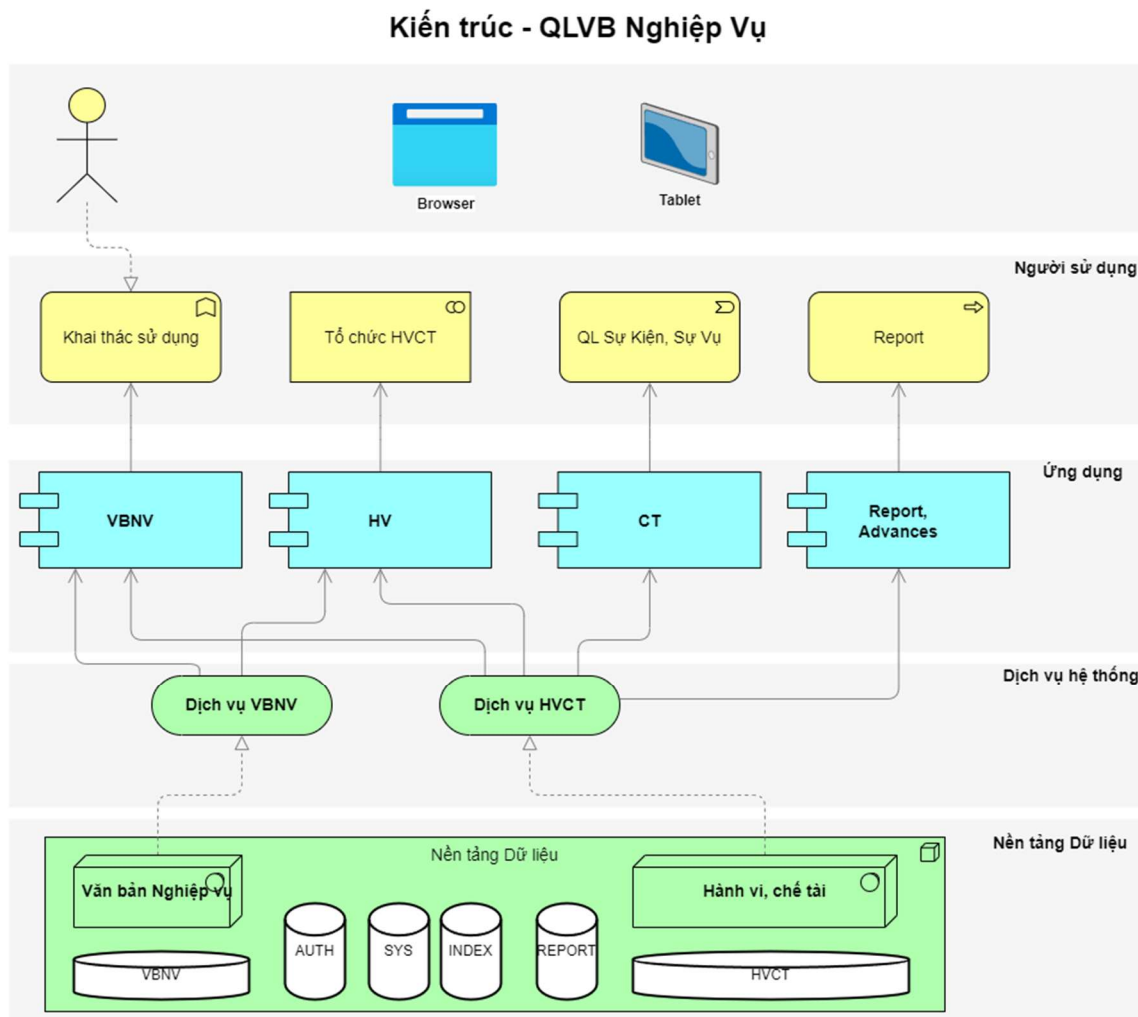 Kiến trúc - QLVB Nghiệp Vụ
Browser
Tablet
Người sử dụng
Khai thác sử dụng
Tổ chức HVCT
QL Sự Kiện, Sự Vụ
Report
Ứng dụng
VBNV
HV
CT
Report,
Advances
Dịch vụ hệ thống
Dịch vụ VBNV
Dịch vụ HVCT
Nền tảng Dữ liệu
Nền tảng Dữ liệu
Văn bản Nghiệp vụ
Hành vi, chế tài
AUTH
SYS
INDEX
REPORT
VBNV
HVCT